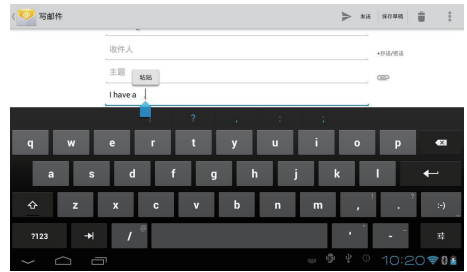 写邮件 发送 保存草稿
收件人 +抄送/密送
主题 粘贴
I have a .
! ? , : ;
q w e r t y u i o p
a s d f g h j k l
z x c v b n m , ! . ? :-)
?123 / @ ' " - _
10:20